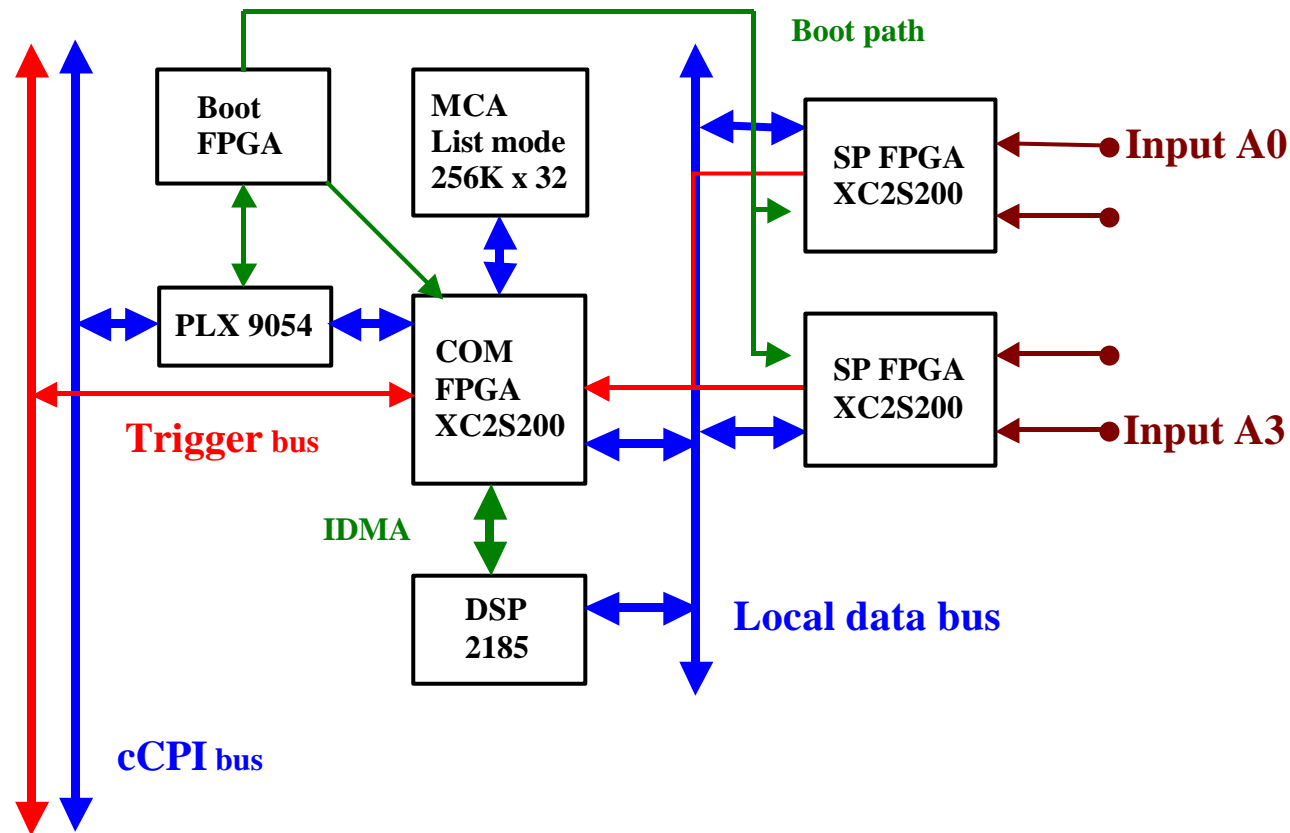 Boot path
Boot
FPGA
MCA
List mode
256K x 32
SP FPGA
XC2S200
Input A0
PLX 9054
COM
FPGA
XC2S200
SP FPGA
XC2S200
Input A3
Trigger bus
IDMA
DSP
2185
Local data bus
cCPI bus